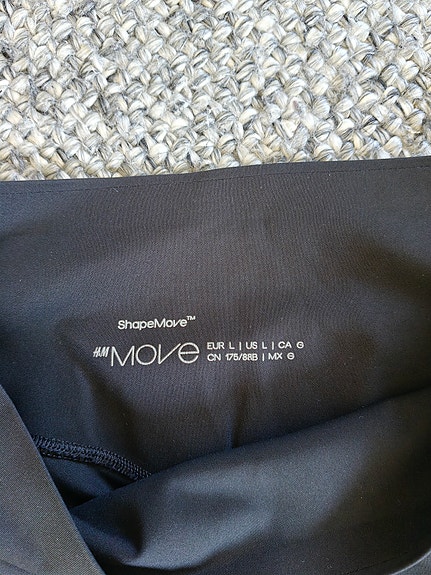 ShapeMove™
H&M MOVE
EUR L | US L | CA G
CN 175/88B | MX G